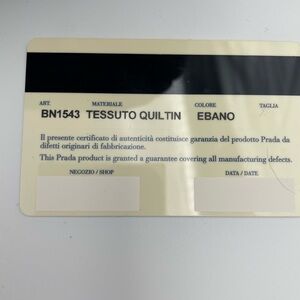 ART. MATERIALE COLORE TAGLIA
BN1543 TESSUTO QUILTIN EBANO
Il presente certificato di autenticità costituisce garanzia del prodotto Prada da
difetti originari di fabbricazione.
This Prada product is granted a guarantee covering all manufacturing defects.
NEGOZIO / SHOP DATA / DATE